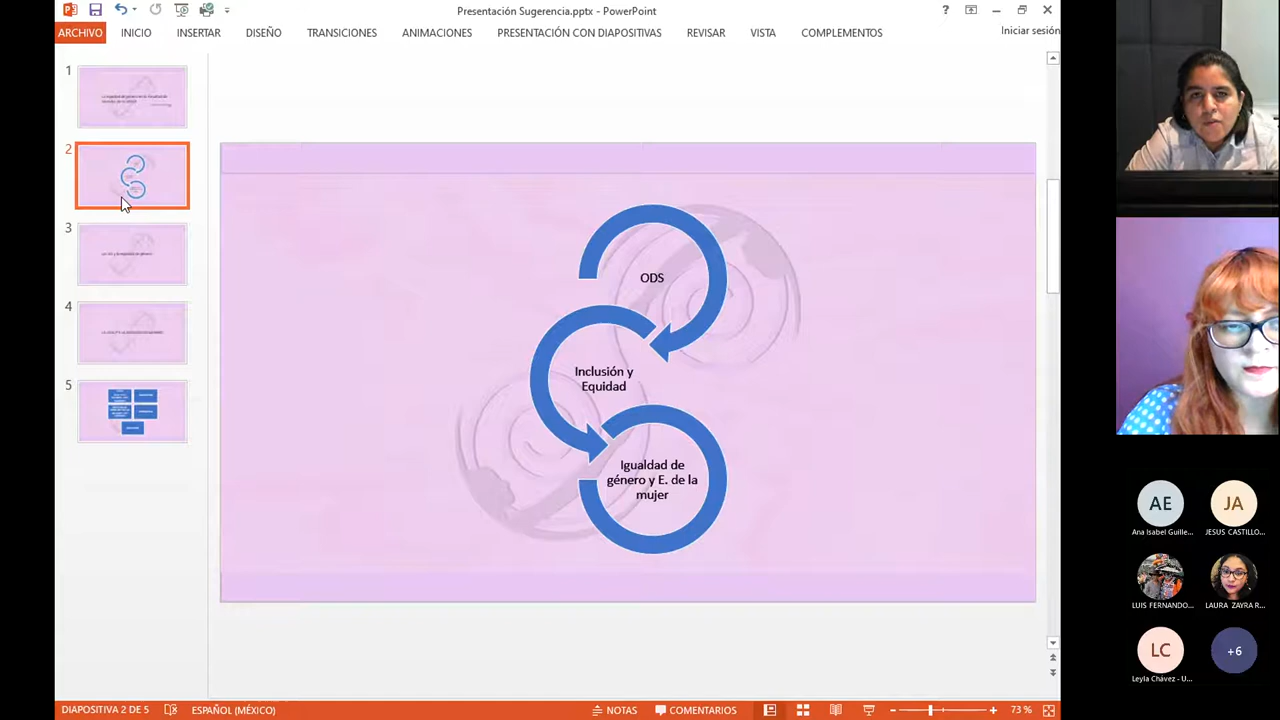 Presentación Sugerencia.pptx - PowerPoint
?
ARCHIVO INICIO INSERTAR DISEÑO TRANSICIONES ANIMACIONES PRESENTACIÓN CON DIAPOSITIVAS REVISAR VISTA COMPLEMENTOS
Iniciar sesión
1
2
3
4
5
ODS
Inclusión y
Equidad
Igualdad de
género y E. de la
mujer
AE
Ana Isabel Guille...
JA
JESUS CASTILLO...
LUIS FERNANDO...
LAURA ZAYRA R...
LC
Leyla Chávez - U...
+6
DIAPOSITIVA 2 DE 5
ESPAÑOL (MÉXICO)
NOTAS
COMENTARIOS
73 %